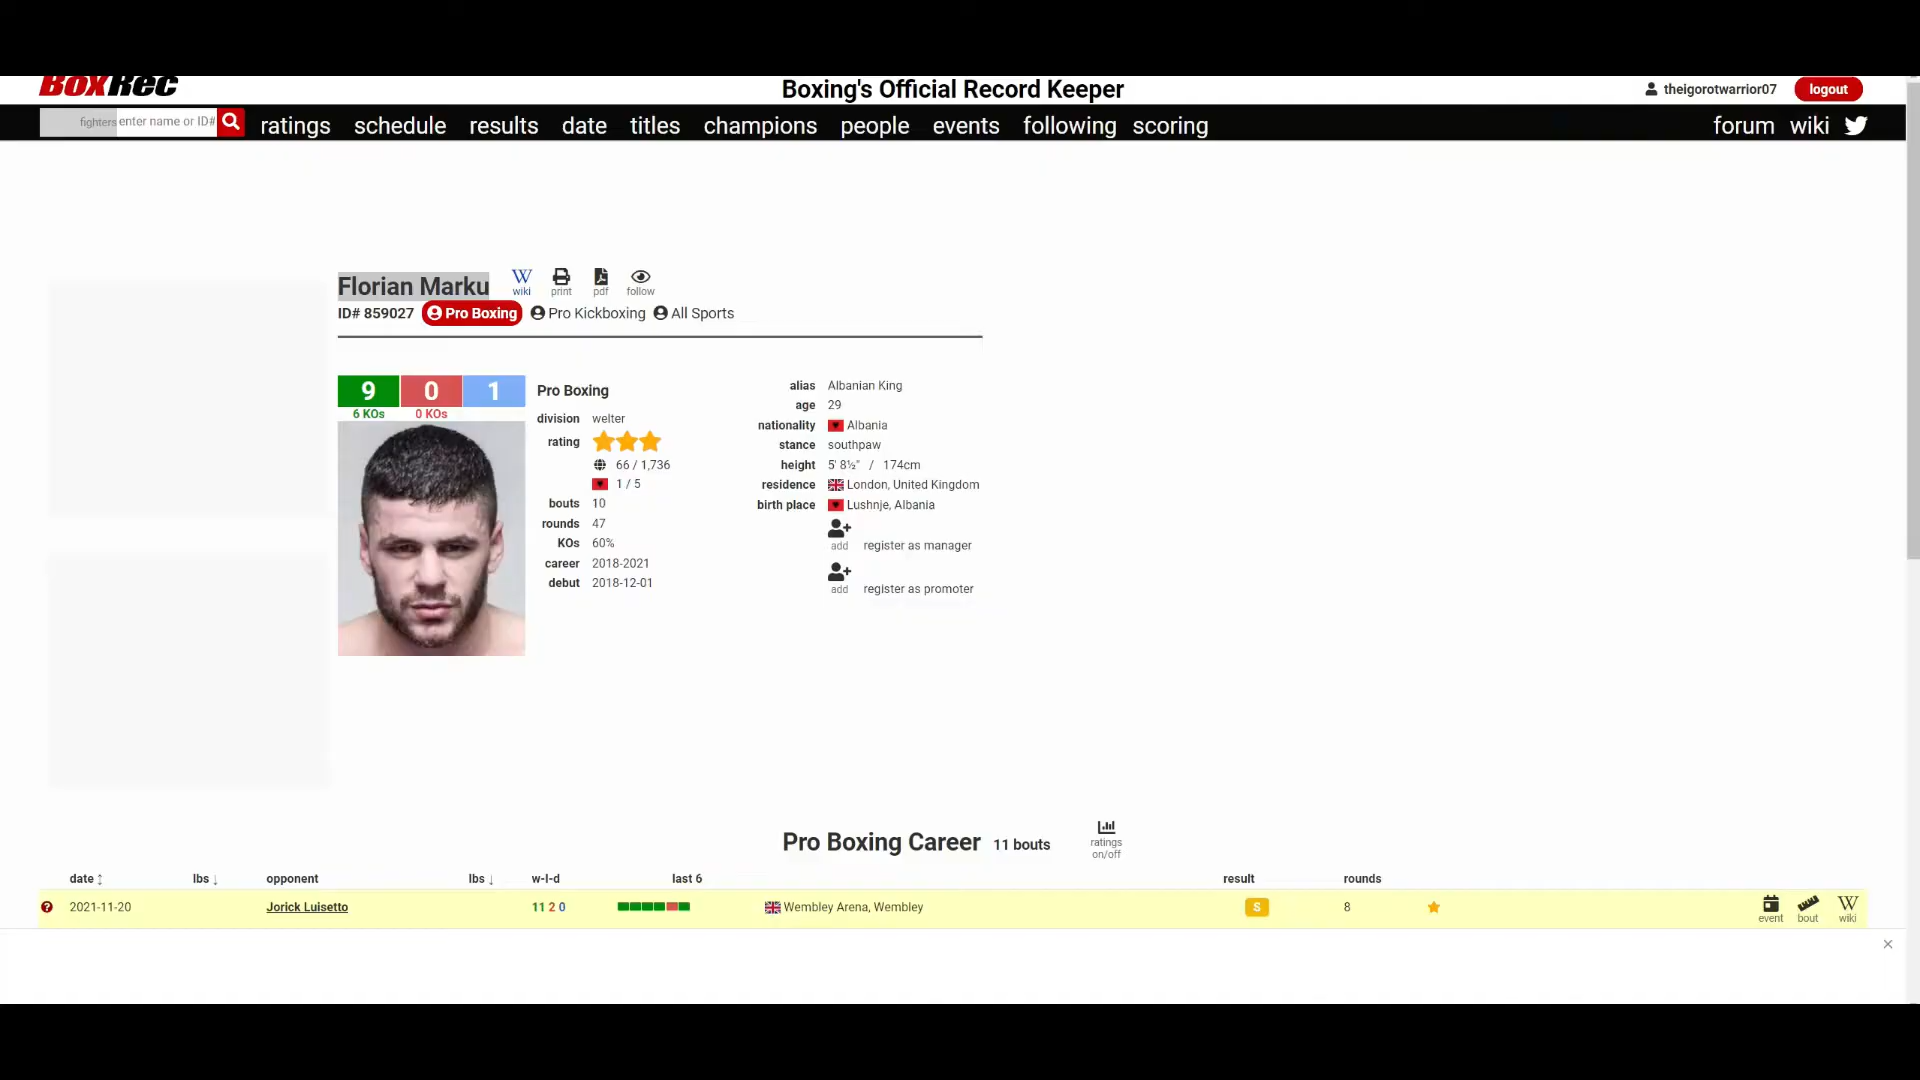 BOXREC
Boxing's Official Record Keeper
theigorotwarrior07 logout
fighters enter name or ID# ratings schedule results date titles champions people events following scoring forum wiki
Florian Marku wiki print pdf follow
ID# 859027 Pro Boxing Pro Kickboxing All Sports
9 0 1
6 KOs 0 KOs
Pro Boxing
division welter
rating
66 / 1,736
1 / 5
bouts 10
rounds 47
KOs 60%
career 2018-2021
debut 2018-12-01
alias Albanian King
age 29
nationality Albania
stance southpaw
height 5' 8½" / 174cm
residence London, United Kingdom
birth place Lushnje, Albania
add register as manager
add register as promoter
Pro Boxing Career 11 bouts ratings on/off
date ↕ lbs ↓ opponent lbs ↓ w-l-d last 6 result rounds
2021-11-20 Jorick Luisetto 11 2 0 Wembley Arena, Wembley S 8 event bout wiki